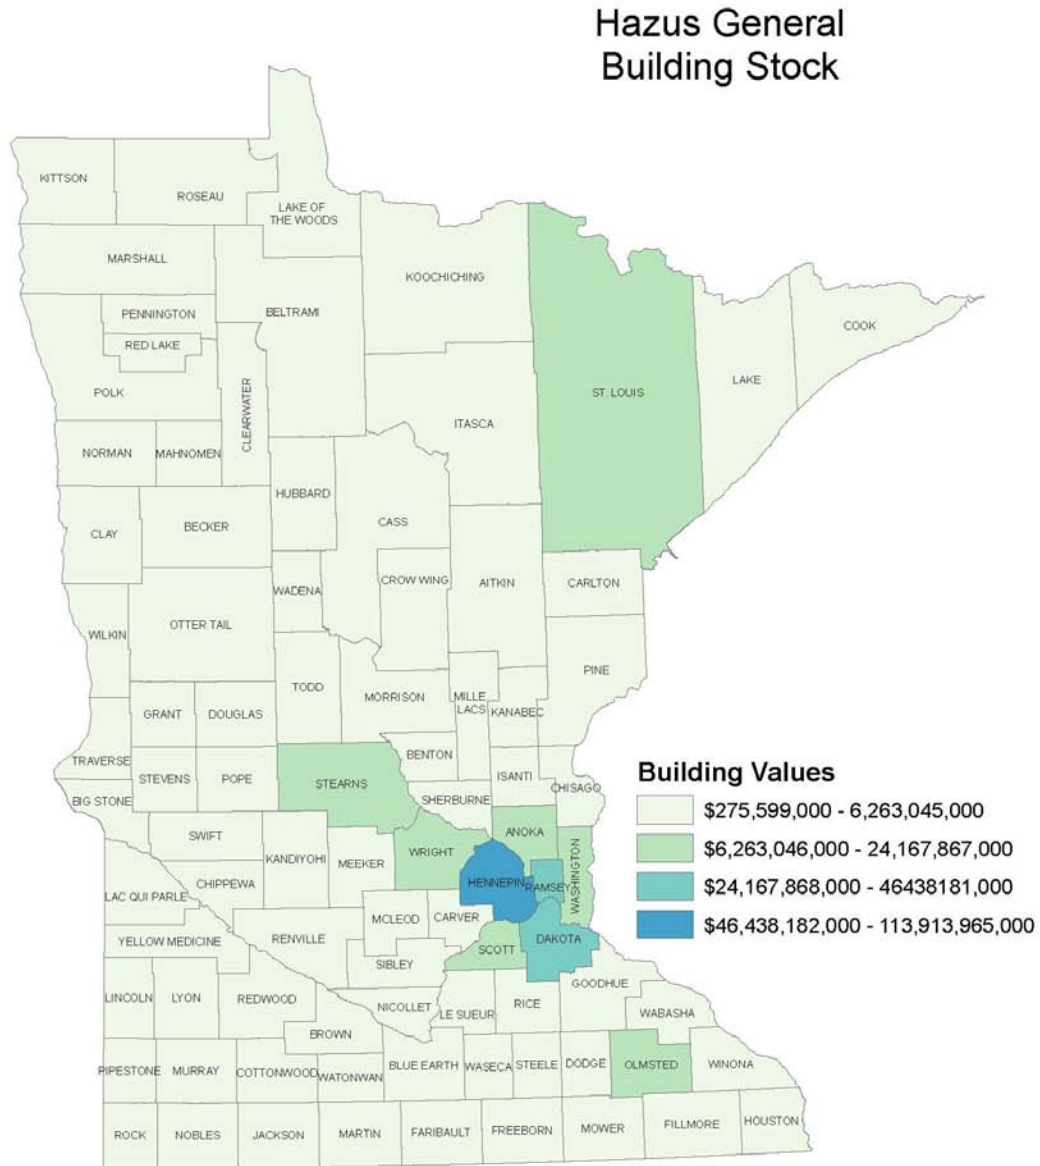 Hazus General
Building Stock
KITTSON
ROSEAU
LAKE OF
THE WOODS
MARSHALL
KOOCHICHING
PENNINGTON
BELTRAMI
RED LAKE
COOK
POLK
CLEARWATER
ST. LOUIS
LAKE
ITASCA
NORMAN
MAHNOMEN
HUBBARD
CASS
CLAY
BECKER
WADENA
CROW WING
AITKIN
CARLTON
OTTER TAIL
WILKIN
PINE
TODD
MORRISON
MILLE
LACS
KANABEC
GRANT
DOUGLAS
TRAVERSE
STEVENS
POPE
STEARNS
BENTON
ISANTI
CHISAGO
BIG STONE
SHERBURNE
SWIFT
KANDIYOHI
MEEKER
WRIGHT
ANOKA
WASHINGTON
HENNEPIN
RAMSEY
LAC QUI PARLE
CHIPPEWA
MCLEOD
CARVER
YELLOW MEDICINE
RENVILLE
SIBLEY
SCOTT
DAKOTA
LINCOLN
LYON
REDWOOD
NICOLLET
LE SUEUR
RICE
GOODHUE
WABASHA
BROWN
PIPESTONE
MURRAY
COTTONWOOD
WATONWAN
BLUE EARTH
WASECA
STEELE
DODGE
OLMSTED
WINONA
ROCK
NOBLES
JACKSON
MARTIN
FARIBAULT
FREEBORN
MOWER
FILLMORE
HOUSTON
Building Values
$275,599,000 - 6,263,045,000
$6,263,046,000 - 24,167,867,000
$24,167,868,000 - 46438181,000
$46,438,182,000 - 113,913,965,000